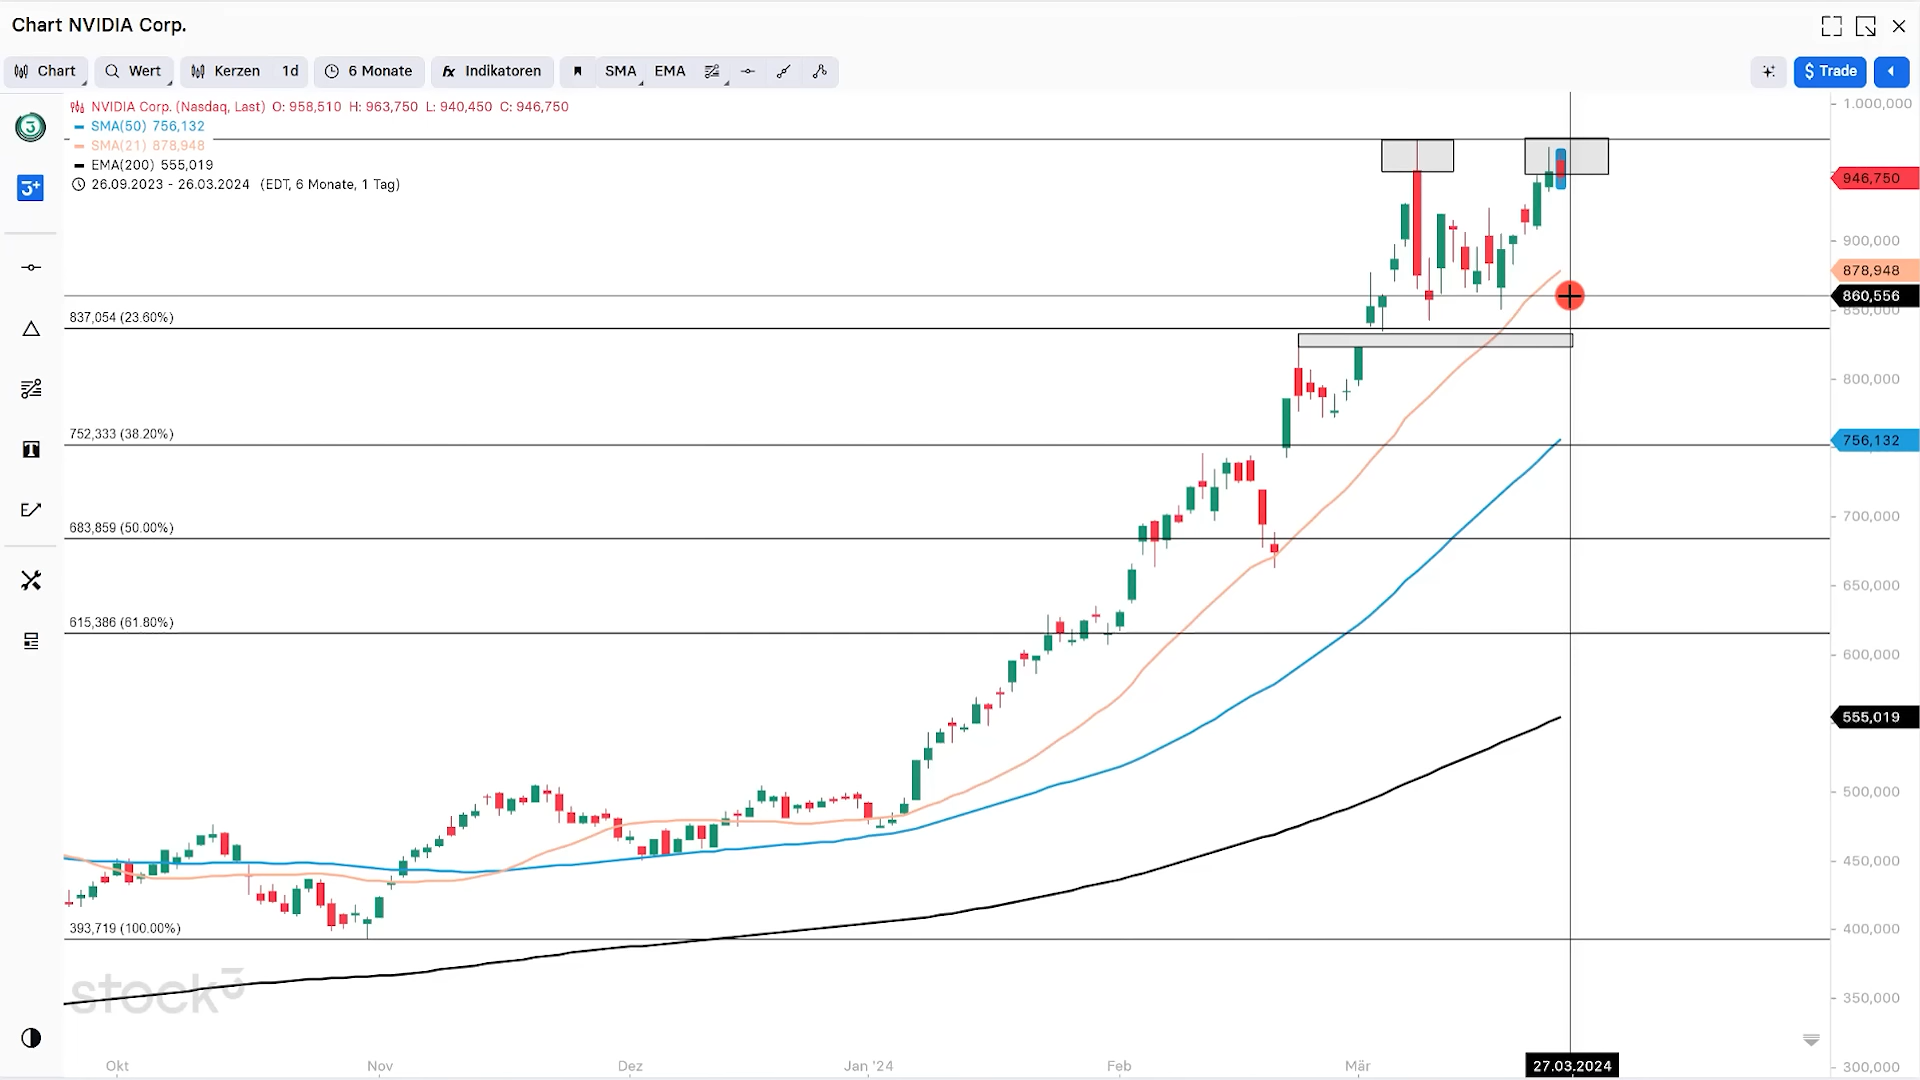 Chart NVIDIA Corp.
Chart Wert Kerzen 1d 6 Monate fx Indikatoren SMA EMA $ Trade
NVIDIA Corp. (Nasdaq, Last) O: 958,510 H: 963,750 L: 940,450 C: 946,750
SMA(50) 756,132
SMA(21) 878,948
EMA(200) 555,019
26.09.2023 - 26.03.2024 (EDT, 6 Monate, 1 Tag)
1.000,000
946,750
900,000
878,948
860,556
850,000
837,054 (23.60%)
800,000
752,333 (38.20%)
756,132
700,000
683,859 (50.00%)
650,000
615,386 (61.80%)
600,000
555,019
500,000
450,000
393,719 (100.00%)
400,000
350,000
300,000
stock3
Okt Nov Dez Jan '24 Feb Mär 27.03.2024